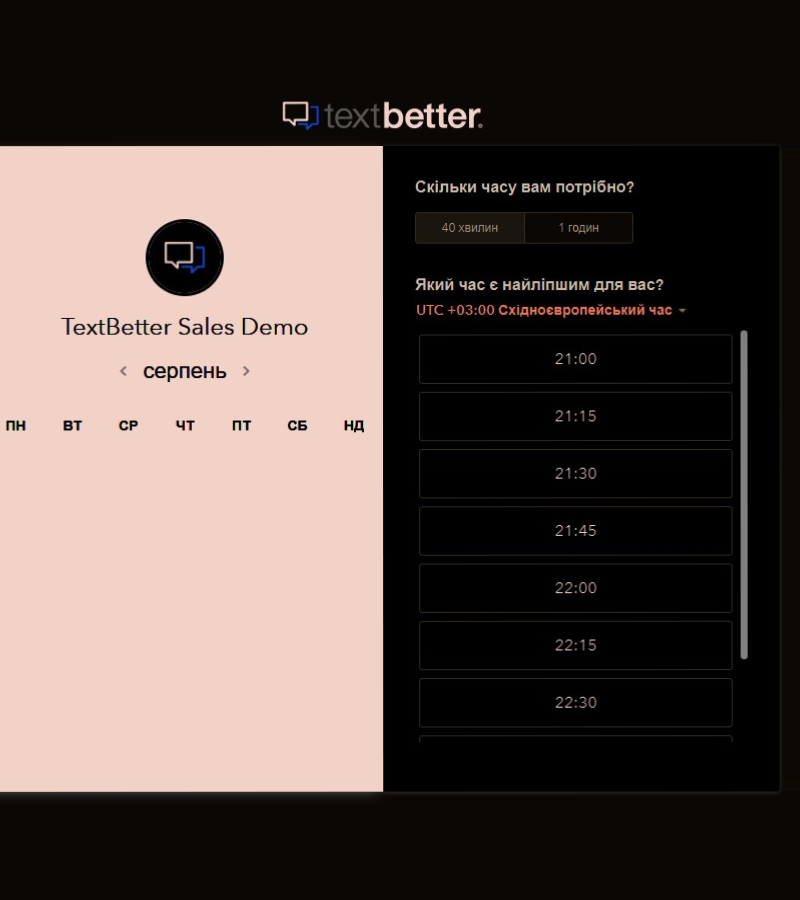 textbetter.
TextBetter Sales Demo
серпень
ПН ВТ СР ЧТ ПТ СБ НД
Скільки часу вам потрібно?
40 хвилин 1 годин
Який час є найліпшим для вас?
UTC +03:00 Східноєвропейський час
21:00
21:15
21:30
21:45
22:00
22:15
22:30